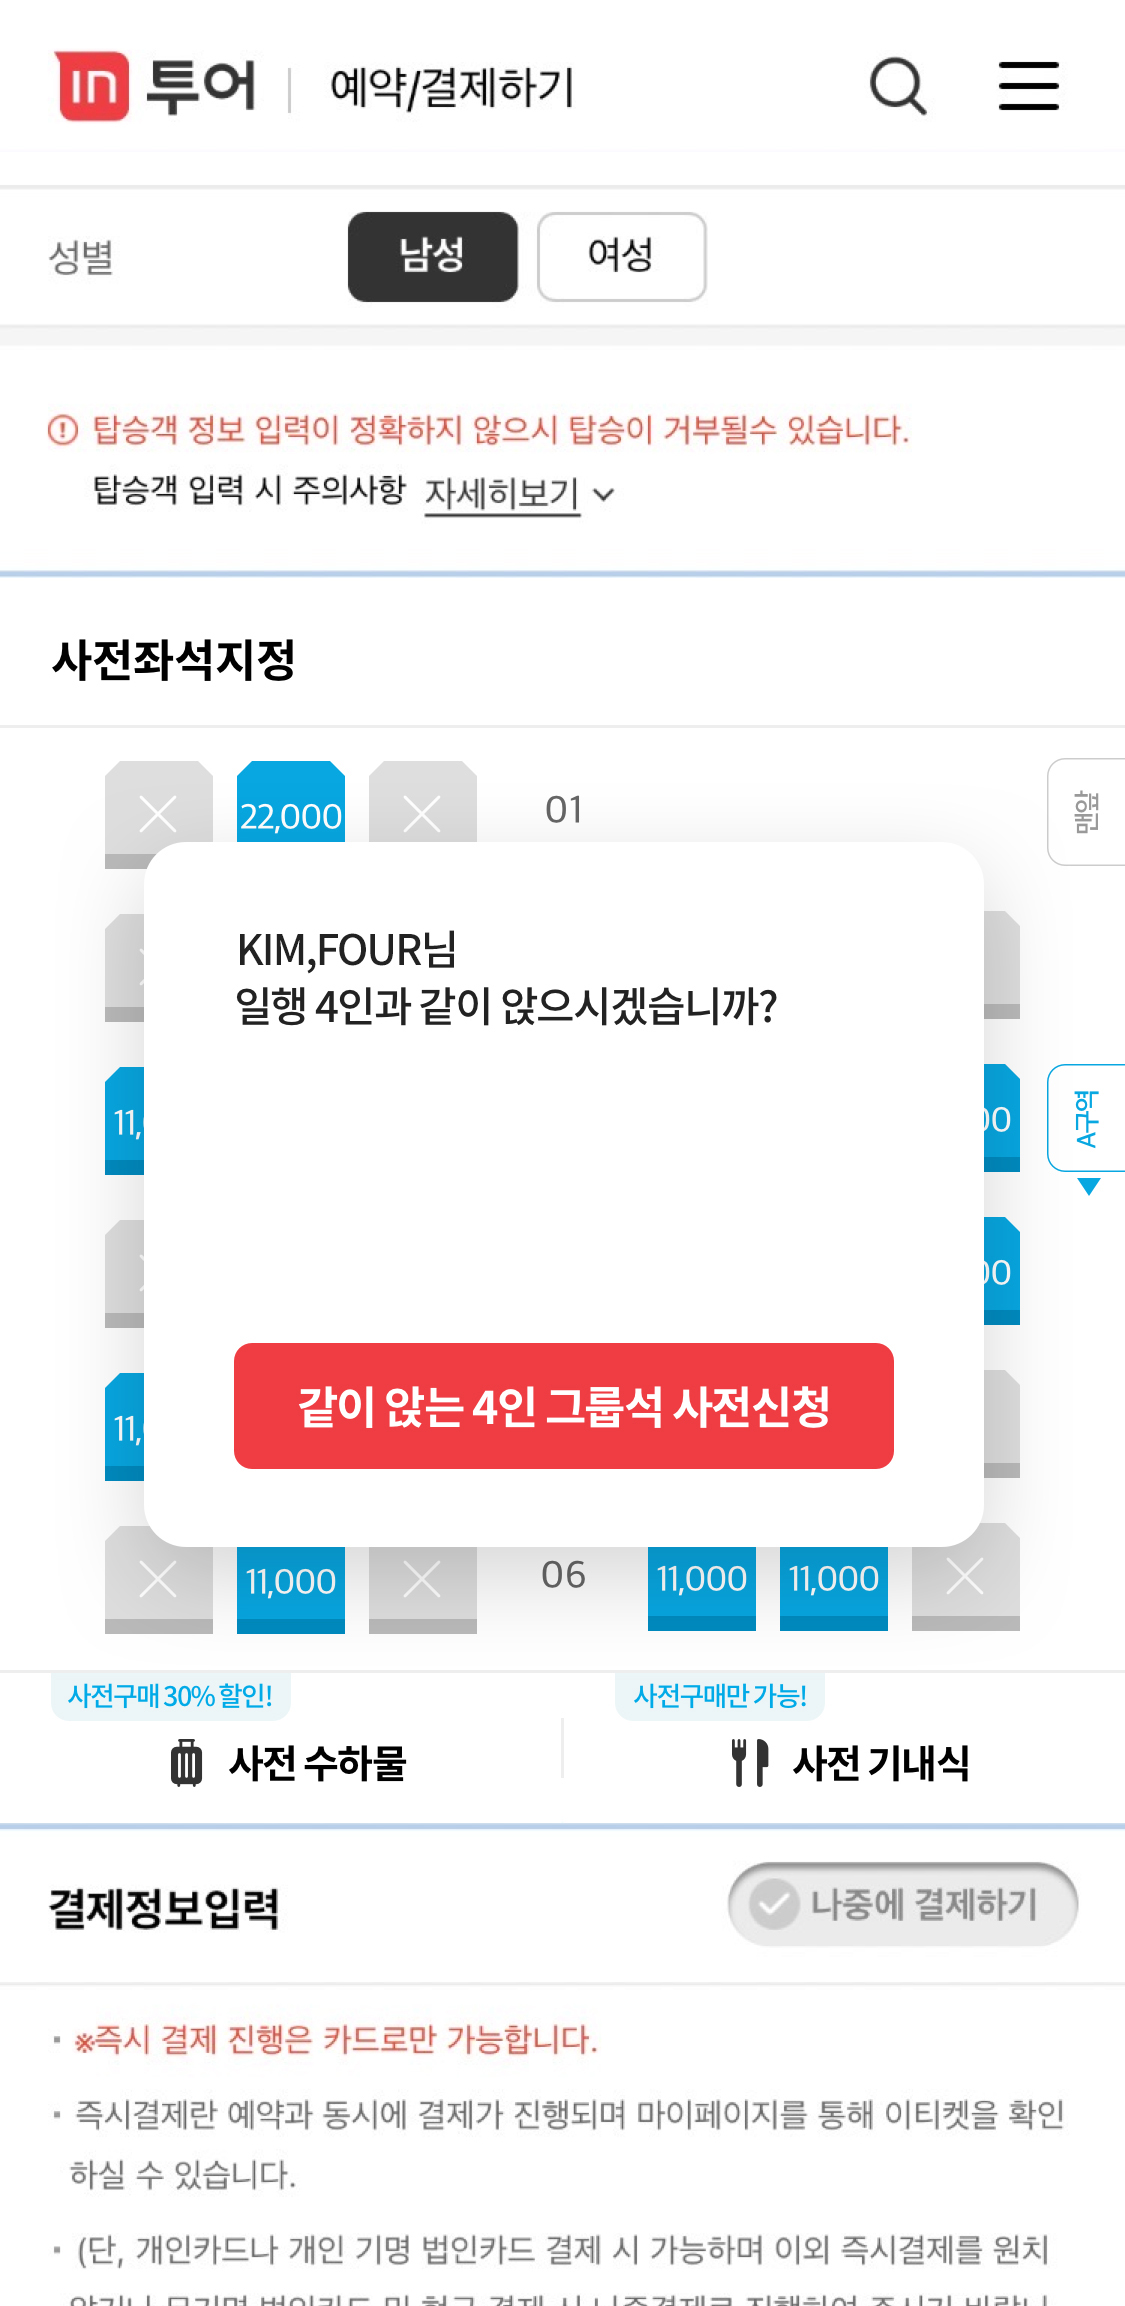 in 투어 예약/결제하기
성별 남성 여성
탑승객 정보 입력이 정확하지 않으시 탑승이 거부될수 있습니다.
탑승객 입력 시 주의사항 자세히보기
사전좌석지정
22,000 01 맨앞
KIM,FOUR님
일행 4인과 같이 앉으시겠습니까?
A구역
같이 앉는 4인 그룹석 사전신청
11,000 06 11,000 11,000
사전구매 30% 할인! 사전구매만 가능!
사전 수하물 사전 기내식
결제정보입력 나중에 결제하기
※즉시 결제 진행은 카드로만 가능합니다.
즉시결제란 예약과 동시에 결제가 진행되며 마이페이지를 통해 이티켓을 확인
하실 수 있습니다.
(단, 개인카드나 개인 기명 법인카드 결제 시 가능하며 이외 즉시결제를 원치